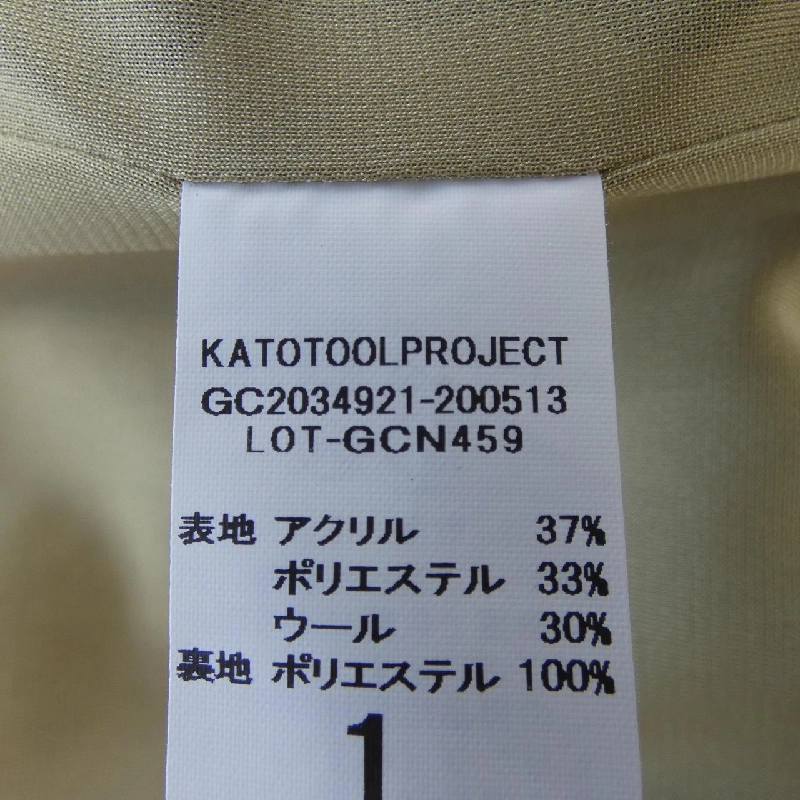 KATOTOOLPROJECT
GC2034921-200513
LOT-GCN459
表地 アクリル 37%
ポリエステル 33%
ウール 30%
裏地 ポリエステル 100%
1